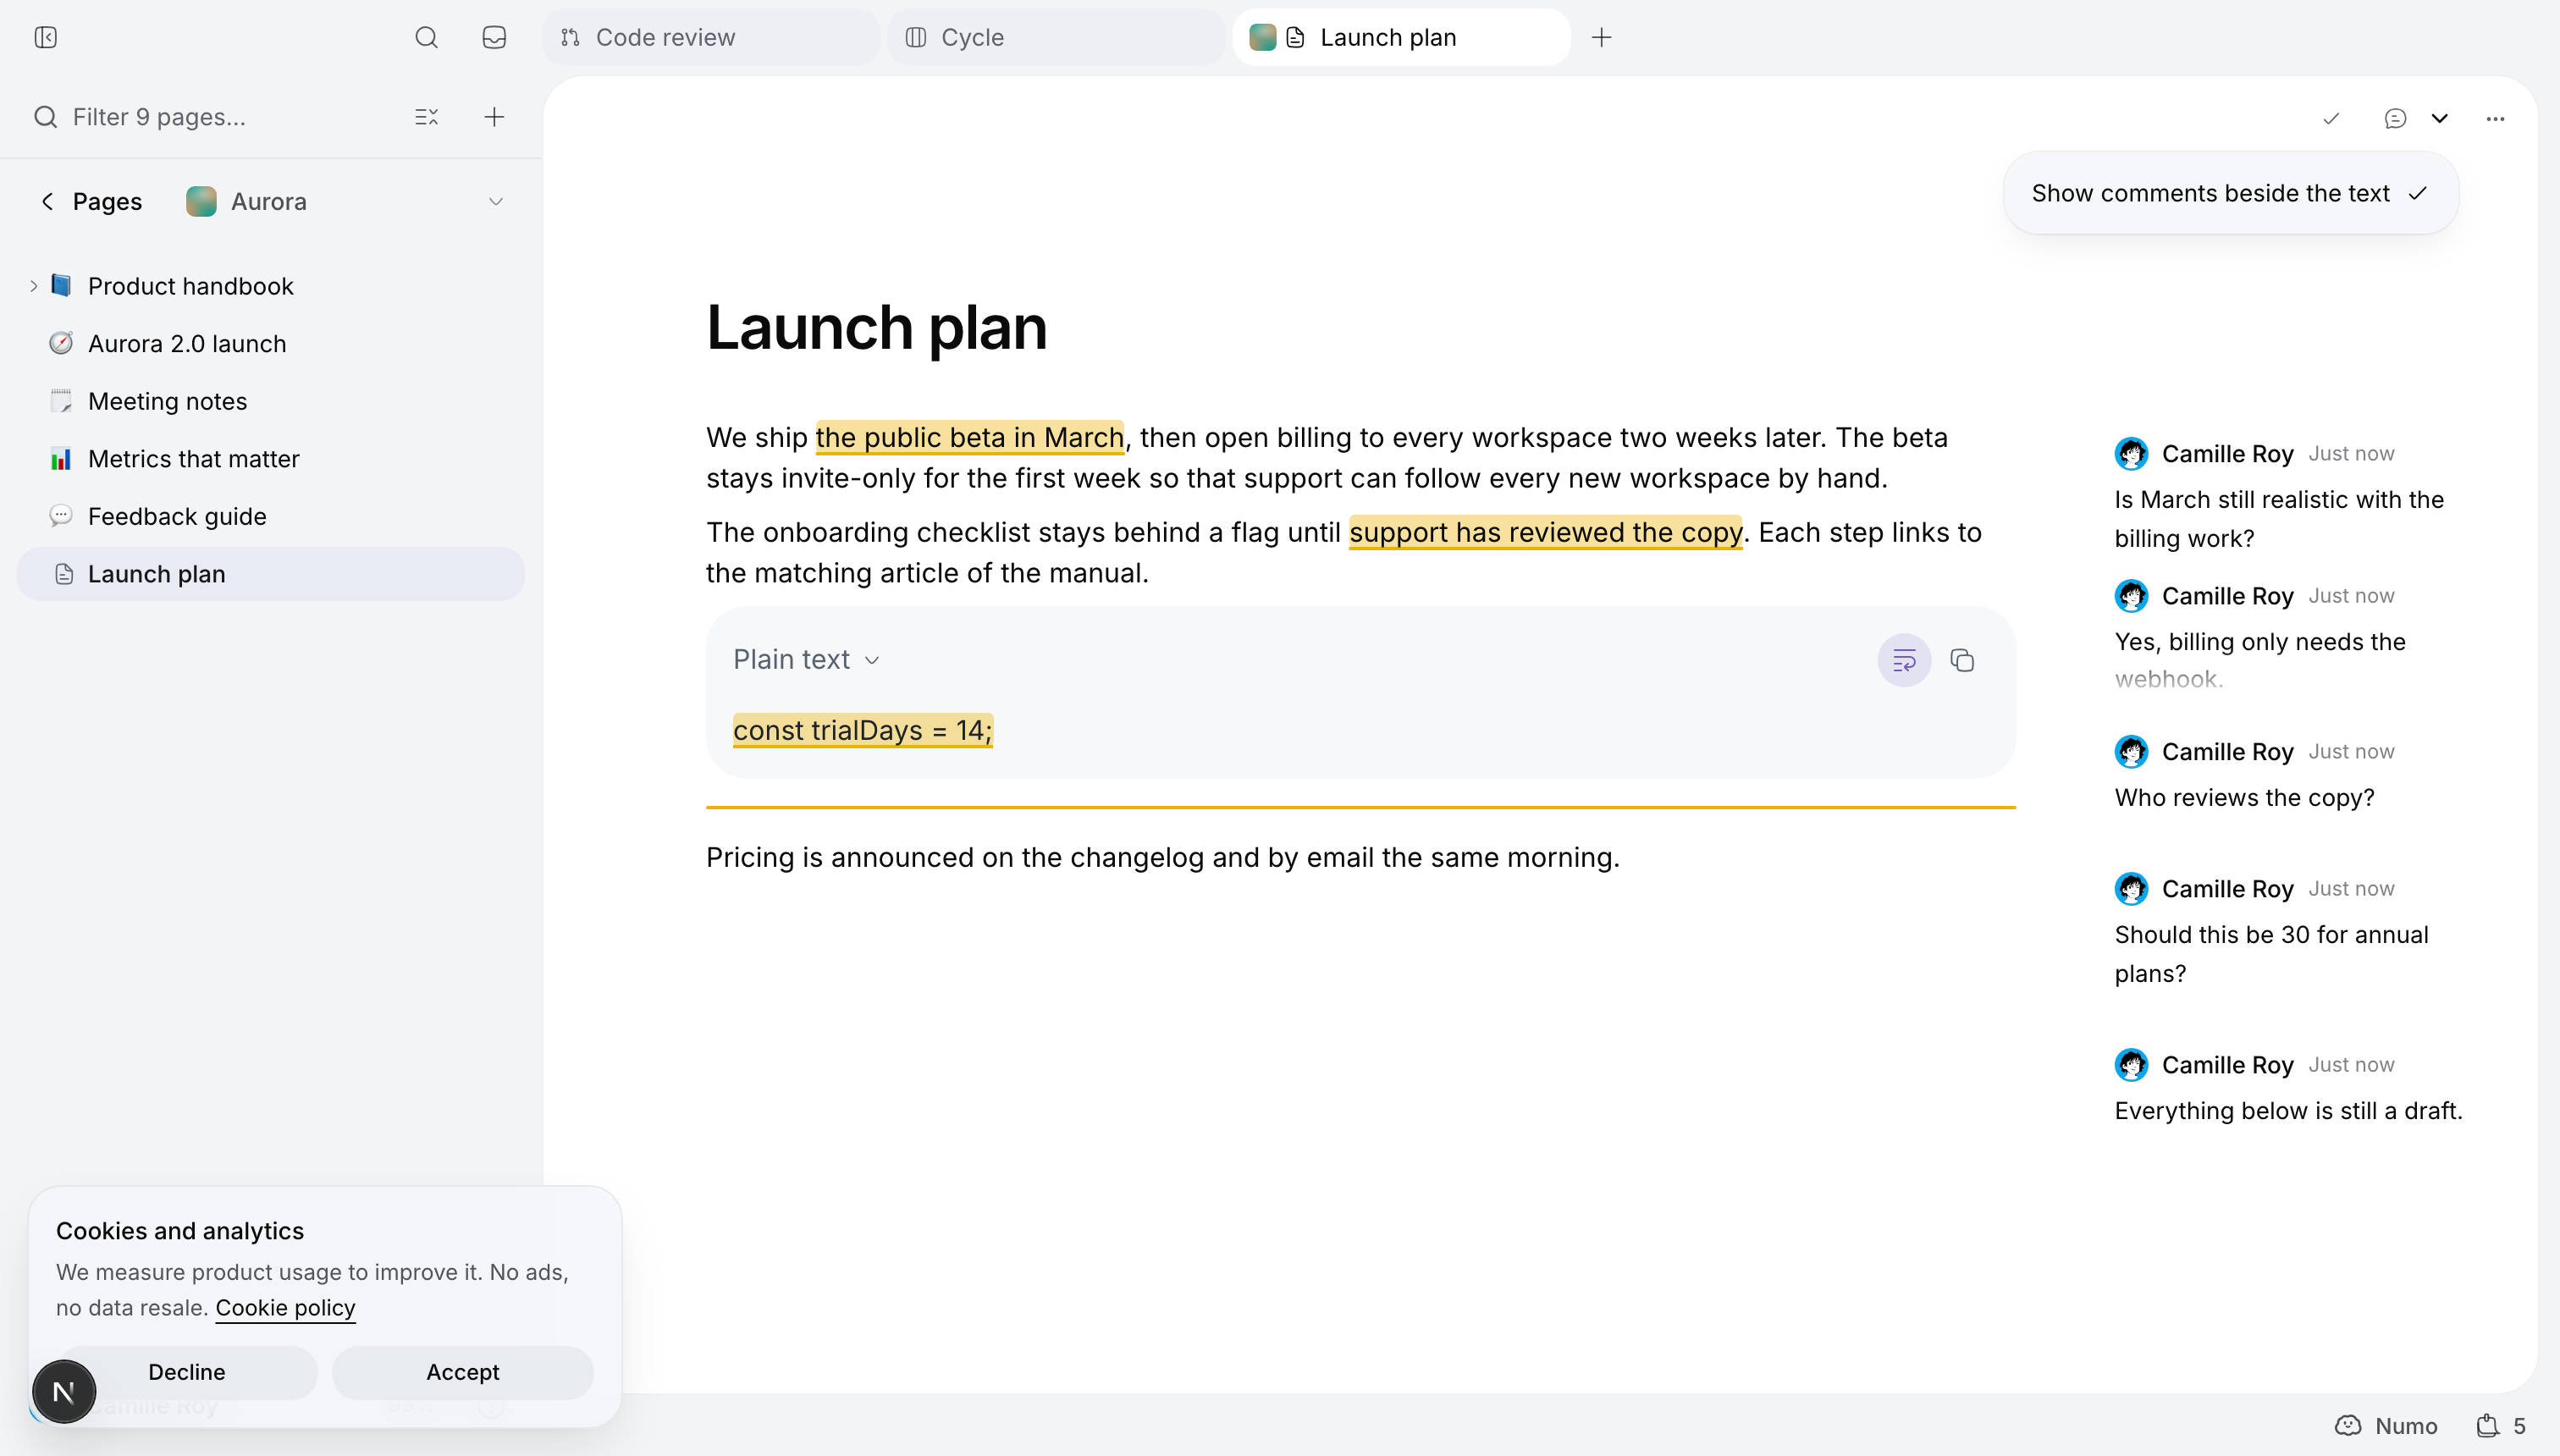 Code review
Cycle
Launch plan
Filter 9 pages...
Pages
Aurora
Product handbook
Aurora 2.0 launch
Meeting notes
Metrics that matter
Feedback guide
Launch plan
Show comments beside the text
Launch plan
We ship the public beta in March, then open billing to every workspace two weeks later. The beta
stays invite-only for the first week so that support can follow every new workspace by hand.
The onboarding checklist stays behind a flag until support has reviewed the copy. Each step links to
the matching article of the manual.
Plain text
const trialDays = 14;
Pricing is announced on the changelog and by email the same morning.
Camille Roy Just now
Is March still realistic with the
billing work?
Camille Roy Just now
Yes, billing only needs the
webhook.
Camille Roy Just now
Who reviews the copy?
Camille Roy Just now
Should this be 30 for annual
plans?
Camille Roy Just now
Everything below is still a draft.
Cookies and analytics
We measure product usage to improve it. No ads,
no data resale. Cookie policy
Decline
Accept
N
Camille Roy
Numo
5